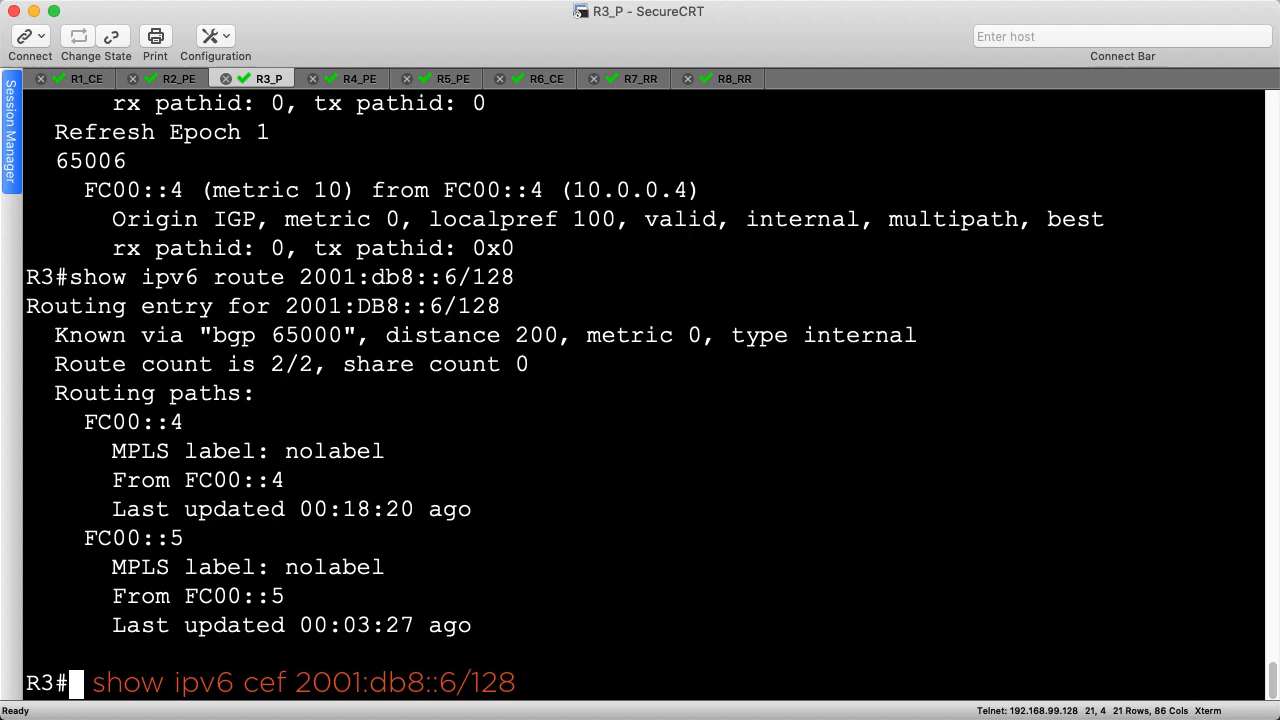 R3_P - SecureCRT
Enter host
Connect Change State Print Configuration Connect Bar
R1_CE R2_PE R3_P R4_PE R5_PE R6_CE R7_RR R8_RR
Session Manager
rx pathid: 0, tx pathid: 0
Refresh Epoch 1
65006
FC00::4 (metric 10) from FC00::4 (10.0.0.4)
Origin IGP, metric 0, localpref 100, valid, internal, multipath, best
rx pathid: 0, tx pathid: 0x0
R3#show ipv6 route 2001:db8::6/128
Routing entry for 2001:DB8::6/128
Known via "bgp 65000", distance 200, metric 0, type internal
Route count is 2/2, share count 0
Routing paths:
FC00::4
MPLS label: nolabel
From FC00::4
Last updated 00:18:20 ago
FC00::5
MPLS label: nolabel
From FC00::5
Last updated 00:03:27 ago
R3# show ipv6 cef 2001:db8::6/128
Ready Telnet: 192.168.99.128 21, 4 21 Rows, 86 Cols Xterm